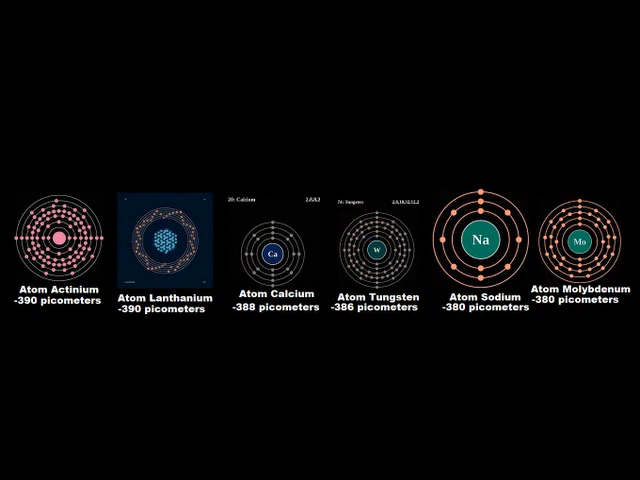 20: Calcium 2,8,8,2
74: Tungsten 2,8,18,32,12,2
Ca
W
Na
Mo
Atom Actinium
-390 picometers
Atom Lanthanium
-390 picometers
Atom Calcium
-388 picometers
Atom Tungsten
-386 picometers
Atom Sodium
-380 picometers
Atom Molybdenum
-380 picometers